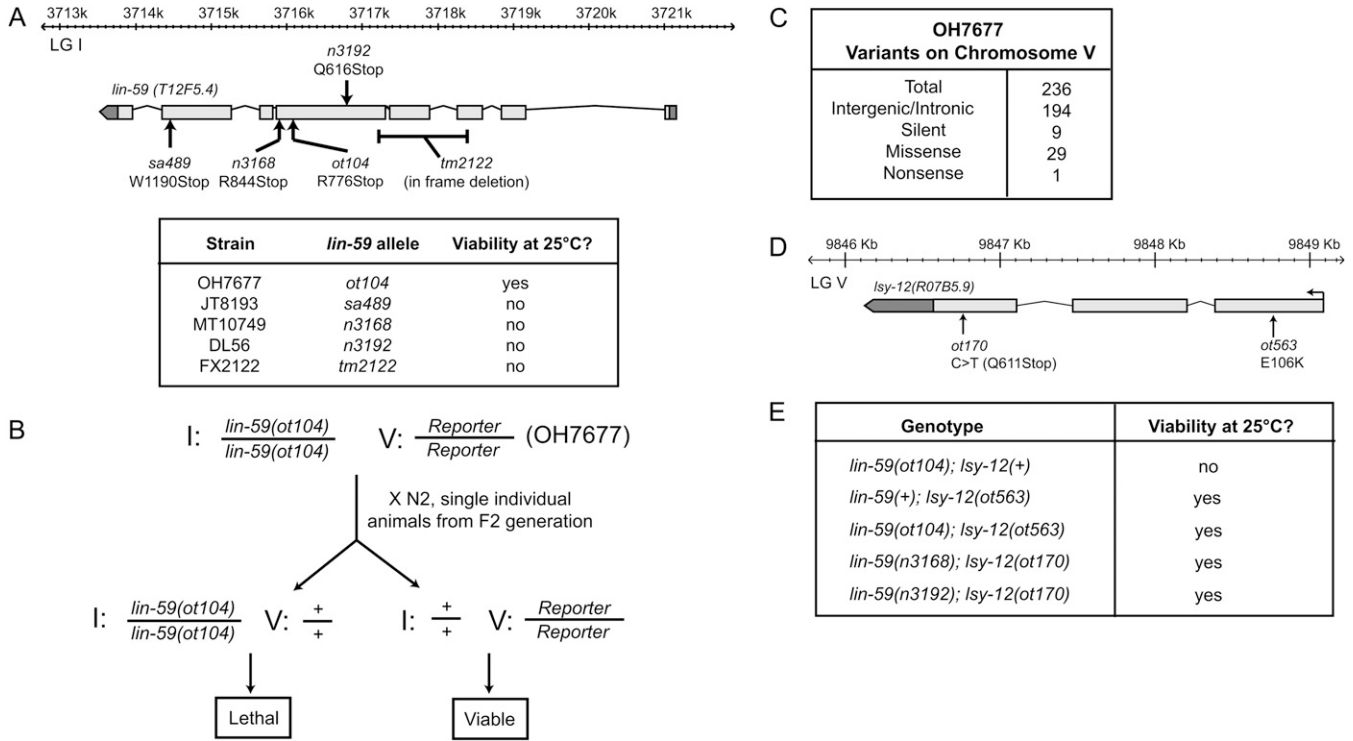 A
3713k 3714k 3715k 3716k 3717k 3718k 3719k 3720k 3721k
LG I
n3192
Q616Stop
lin-59 (T12F5.4)
sa489 n3168 ot104 tm2122
W1190Stop R844Stop R776Stop (in frame deletion)
Strain lin-59 allele Viability at 25°C?
OH7677 ot104 yes
JT8193 sa489 no
MT10749 n3168 no
DL56 n3192 no
FX2122 tm2122 no
B
I: lin-59(ot104) V: Reporter (OH7677)
lin-59(ot104) Reporter
X N2, single individual
animals from F2 generation
I: lin-59(ot104) V: + I: + V: Reporter
lin-59(ot104) + + Reporter
Lethal Viable
C
OH7677
Variants on Chromosome V
Total 236
Intergenic/Intronic 194
Silent 9
Missense 29
Nonsense 1
D
9846 Kb 9847 Kb 9848 Kb 9849 Kb
LG V
lsy-12(R07B5.9)
ot170 ot563
C>T (Q611Stop) E106K
E
Genotype Viability at 25°C?
lin-59(ot104); lsy-12(+) no
lin-59(+); lsy-12(ot563) yes
lin-59(ot104); lsy-12(ot563) yes
lin-59(n3168); lsy-12(ot170) yes
lin-59(n3192); lsy-12(ot170) yes